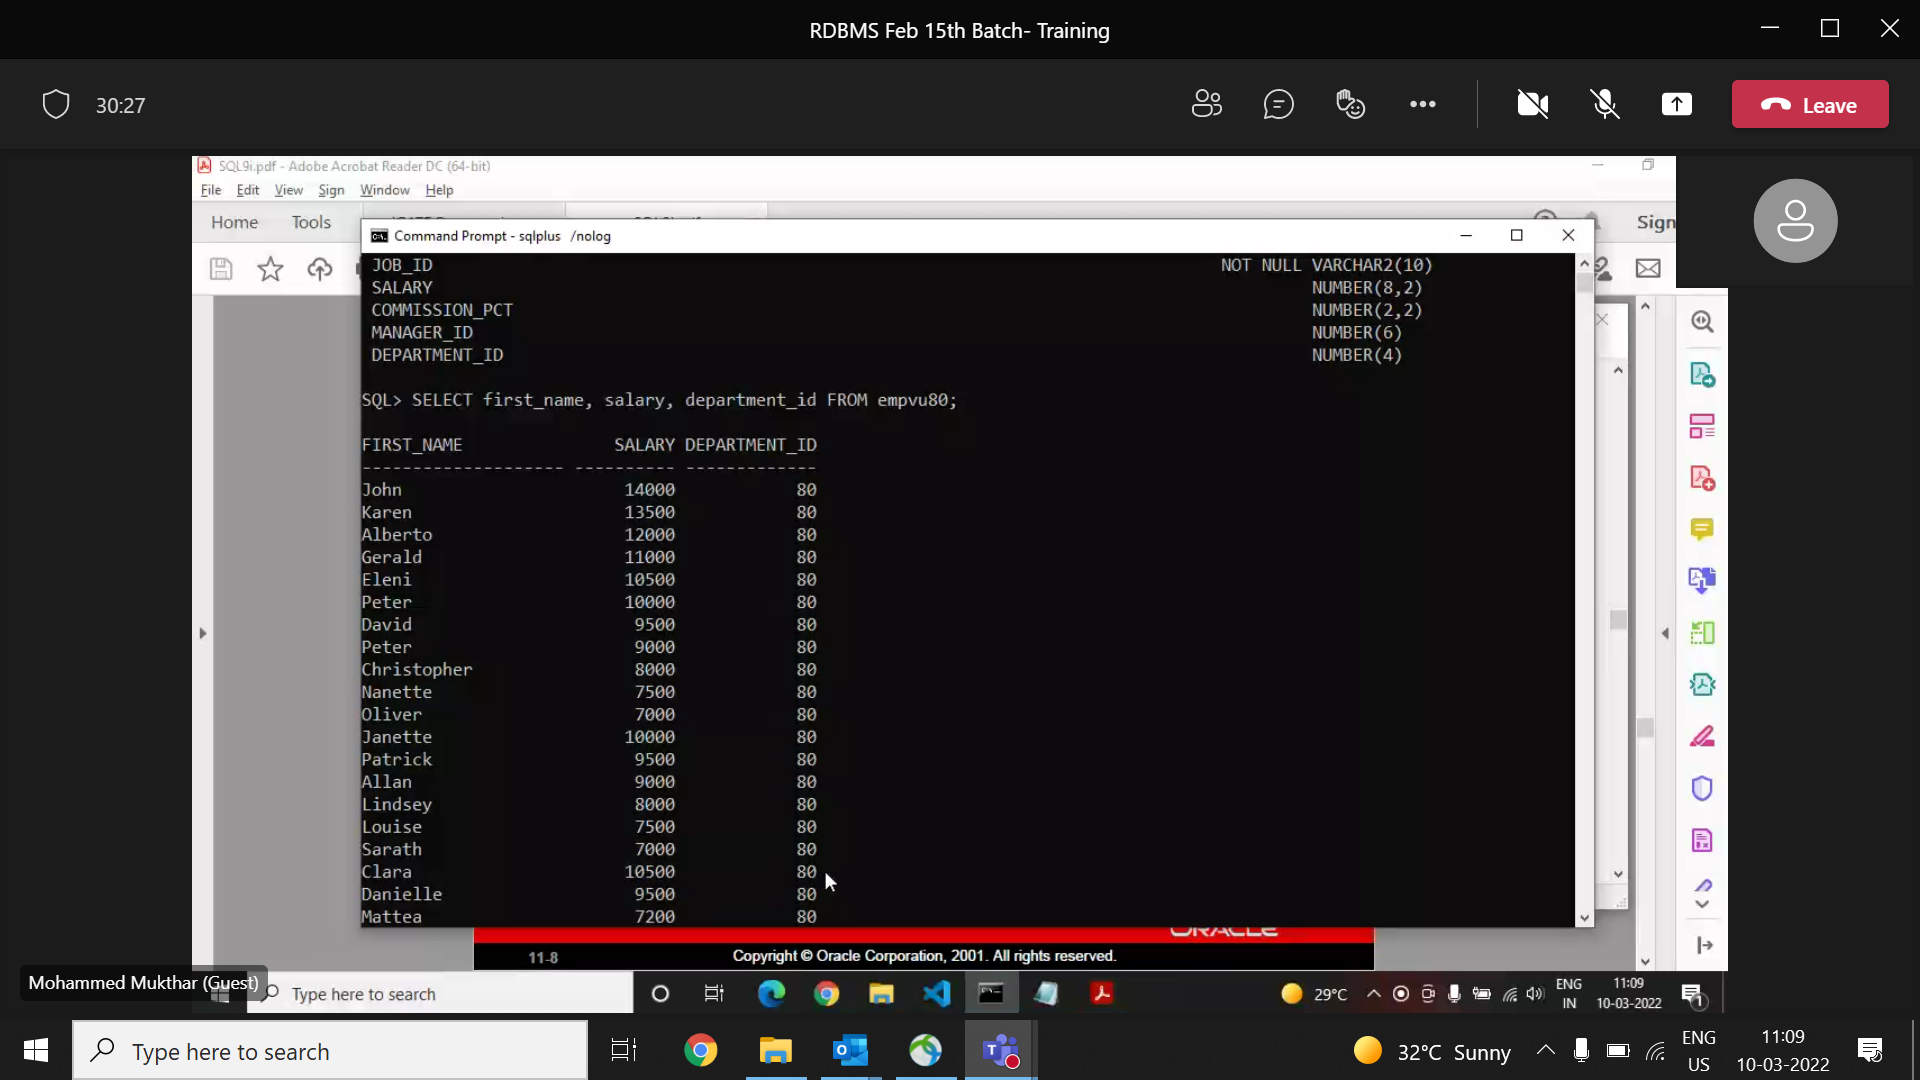 RDBMS Feb 15th Batch- Training
30:27
Leave
SQL9i.pdf - Adobe Acrobat Reader DC (64-bit)
File Edit View Sign Window Help
Home Tools
Sign
Command Prompt - sqlplus /nolog
JOB_ID NOT NULL VARCHAR2(10)
SALARY NUMBER(8,2)
COMMISSION_PCT NUMBER(2,2)
MANAGER_ID NUMBER(6)
DEPARTMENT_ID NUMBER(4)
SQL> SELECT first_name, salary, department_id FROM empvu80;
FIRST_NAME SALARY DEPARTMENT_ID
-------------------- ---------- -------------
John 14000 80
Karen 13500 80
Alberto 12000 80
Gerald 11000 80
Eleni 10500 80
Peter 10000 80
David 9500 80
Peter 9000 80
Christopher 8000 80
Nanette 7500 80
Oliver 7000 80
Janette 10000 80
Patrick 9500 80
Allan 9000 80
Lindsey 8000 80
Louise 7500 80
Sarath 7000 80
Clara 10500 80
Danielle 9500 80
Mattea 7200 80
ORACLE
11-8 Copyright © Oracle Corporation, 2001. All rights reserved.
Mohammed Mukthar (Guest)
Type here to search
29°C
ENG
IN
11:09
10-03-2022
1
Type here to search
32°C Sunny
ENG
US
11:09
10-03-2022